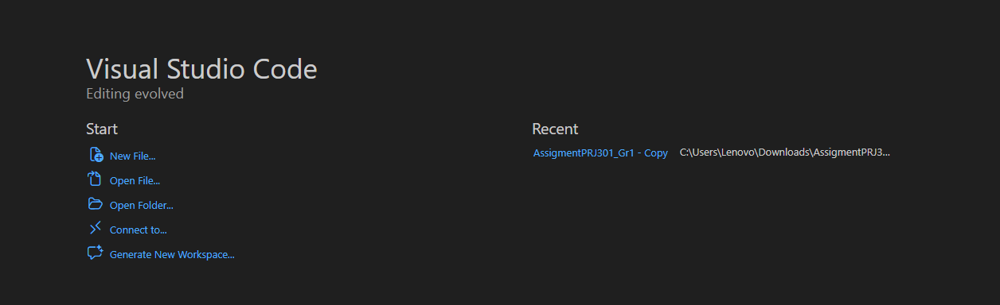 Visual Studio Code
Editing evolved
Start
New File...
Open File...
Open Folder...
Connect to...
Generate New Workspace...
Recent
AssigmentPRJ301_Gr1 - Copy C:\Users\Lenovo\Downloads\AssigmentPRJ3...